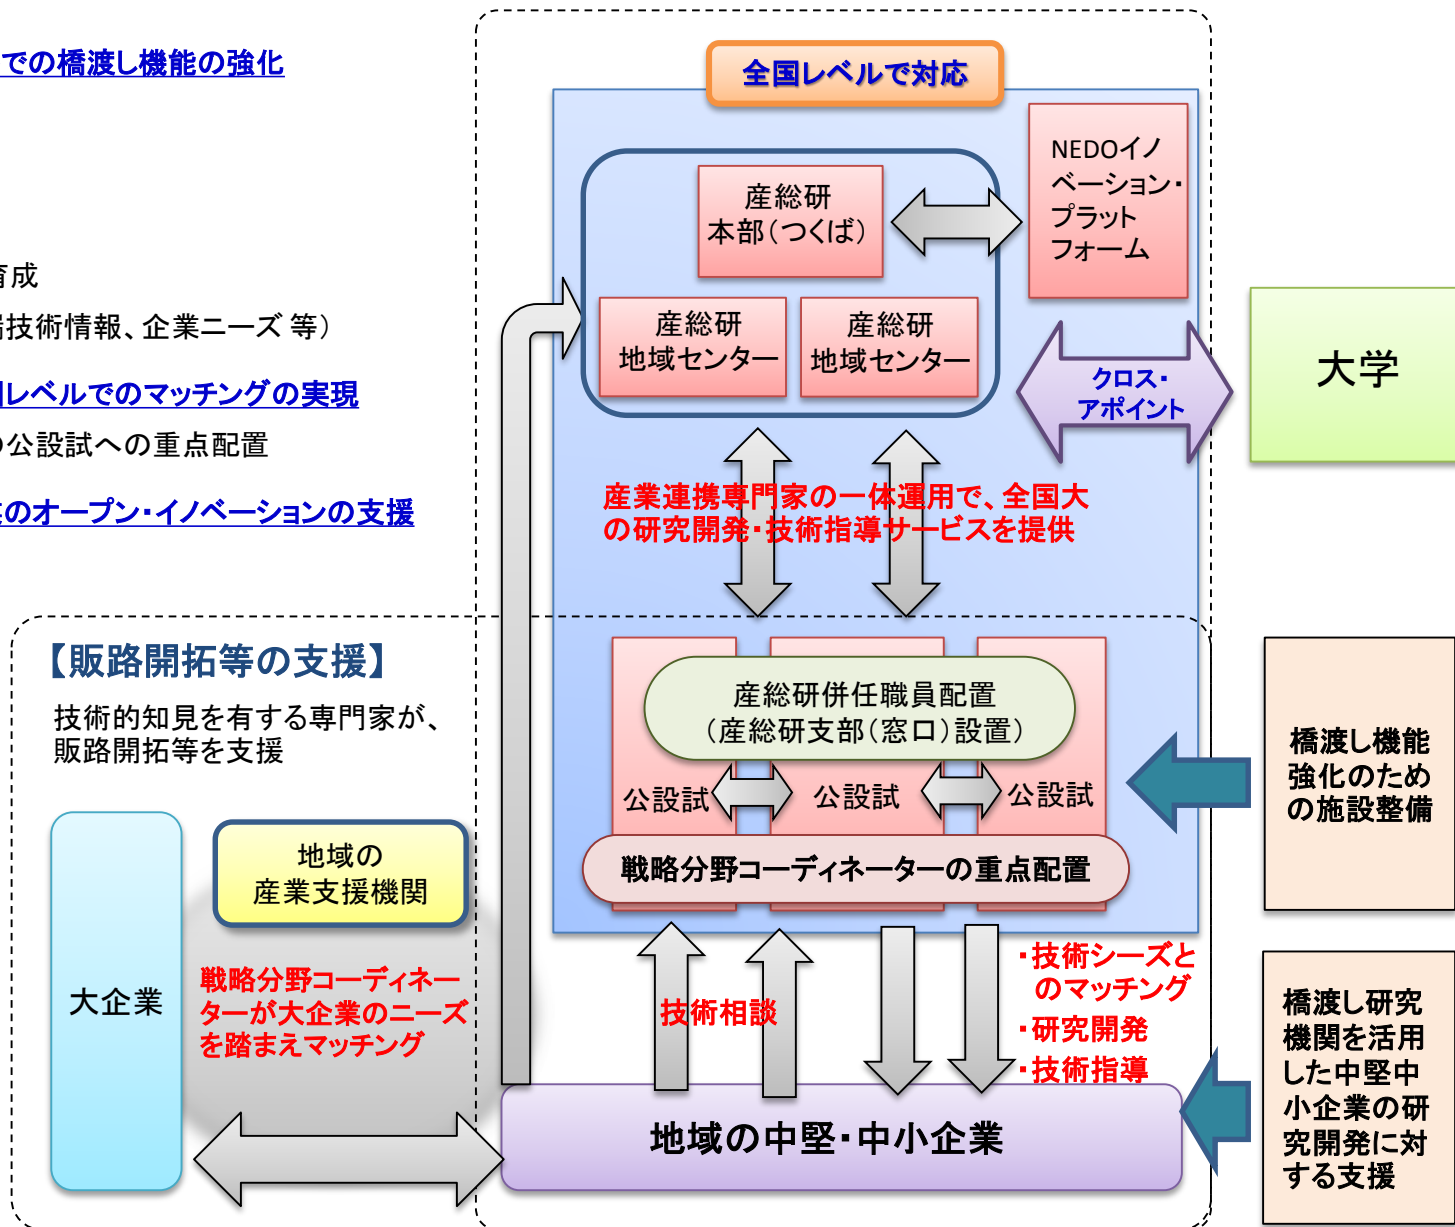 での橋渡し機能の強化
育成
技術情報、企業ニーズ 等）
レベルでのマッチングの実現
公設試への重点配置
のオープン・イノベーションの支援
全国レベルで対応
産総研
本部（つくば）
NEDOイノ
ベーション・
プラット
フォーム
産総研
地域センター
産総研
地域センター
クロス・
アポイント
大学
産業連携専門家の一体運用で、全国大
の研究開発・技術指導サービスを提供
【販路開拓等の支援】
技術的知見を有する専門家が、
販路開拓等を支援
産総研併任職員配置
（産総研支部（窓口）設置）
公設試
公設試
公設試
戦略分野コーディネーターの重点配置
橋渡し機能
強化のため
の施設整備
大企業
地域の
産業支援機関
戦略分野コーディネー
ターが大企業のニーズ
を踏まえマッチング
技術相談
・技術シーズと
のマッチング
・研究開発
・技術指導
地域の中堅・中小企業
橋渡し研究
機関を活用
した中堅中
小企業の研
究開発に対
する支援